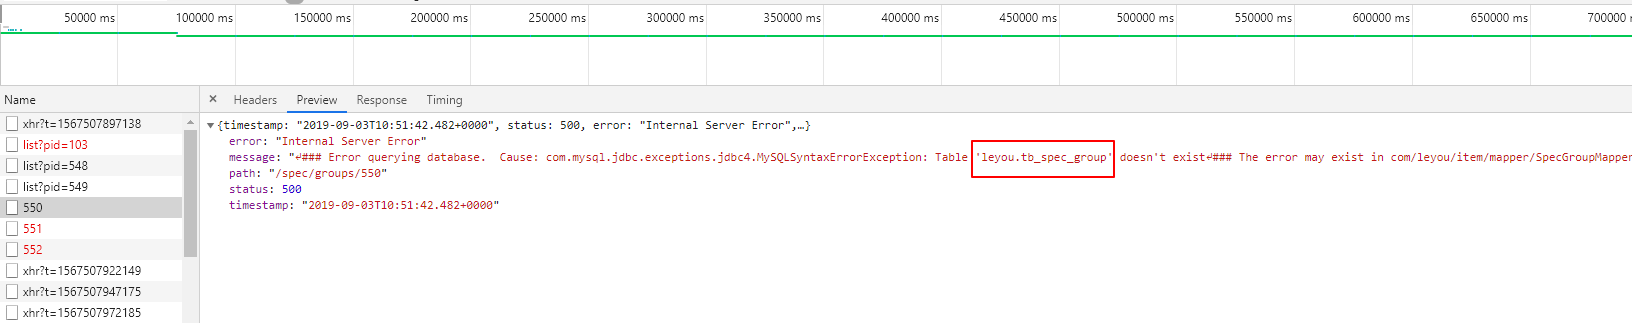 50000 ms 100000 ms 150000 ms 200000 ms 250000 ms 300000 ms 350000 ms 400000 ms 450000 ms 500000 ms 550000 ms 600000 ms 650000 ms 700000 ms
Name
× Headers Preview Response Timing
xhr?t=1567507897138
list?pid=103
list?pid=548
list?pid=549
550
551
552
xhr?t=1567507922149
xhr?t=1567507947175
xhr?t=1567507972185
▼{timestamp: "2019-09-03T10:51:42.482+0000", status: 500, error: "Internal Server Error",…}
error: "Internal Server Error"
message: "↵### Error querying database.  Cause: com.mysql.jdbc.exceptions.jdbc4.MySQLSyntaxErrorException: Table 'leyou.tb_spec_group' doesn't exist↵### The error may exist in com/leyou/item/mapper/SpecGroupMapper
path: "/spec/groups/550"
status: 500
timestamp: "2019-09-03T10:51:42.482+0000"